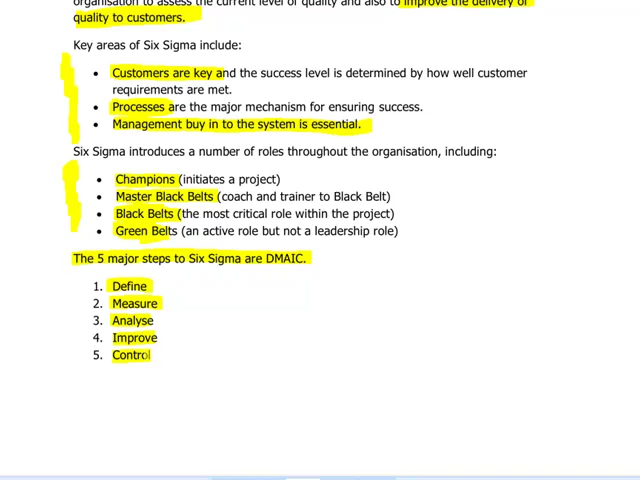 organisation to assess the current level of quality and also to improve the delivery of
quality to customers.
Key areas of Six Sigma include:
• Customers are key and the success level is determined by how well customer
requirements are met.
• Processes are the major mechanism for ensuring success.
• Management buy in to the system is essential.
Six Sigma introduces a number of roles throughout the organisation, including:
• Champions (initiates a project)
• Master Black Belts (coach and trainer to Black Belt)
• Black Belts (the most critical role within the project)
• Green Belts (an active role but not a leadership role)
The 5 major steps to Six Sigma are DMAIC.
1. Define
2. Measure
3. Analyse
4. Improve
5. Control